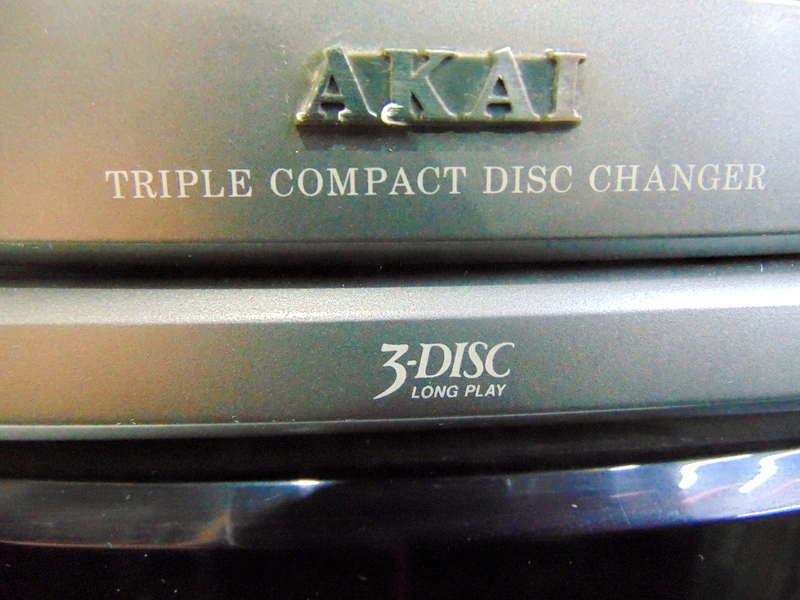 AKAI
TRIPLE COMPACT DISC CHANGER
3-DISC
LONG PLAY